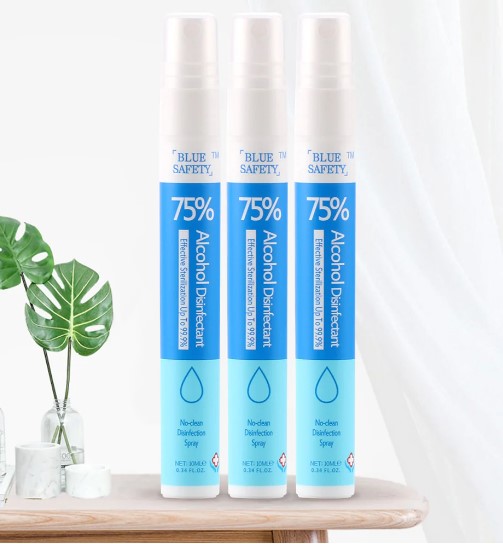 「BLUE SAFETY」™
75%
Alcohol Disinfectant
Effective Sterilization Up To 99.9%
No-clean
Disinfection
Spray
NET: 10ML℮
0.34 FL.OZ.
「BLUE SAFETY」™
75%
Alcohol Disinfectant
Effective Sterilization Up To 99.9%
No-clean
Disinfection
Spray
NET: 10ML℮
0.34 FL.OZ.
「BLUE SAFETY」™
75%
Alcohol Disinfectant
Effective Sterilization Up To 99.9%
No-clean
Disinfection
Spray
NET: 10ML℮
0.34 FL.OZ.